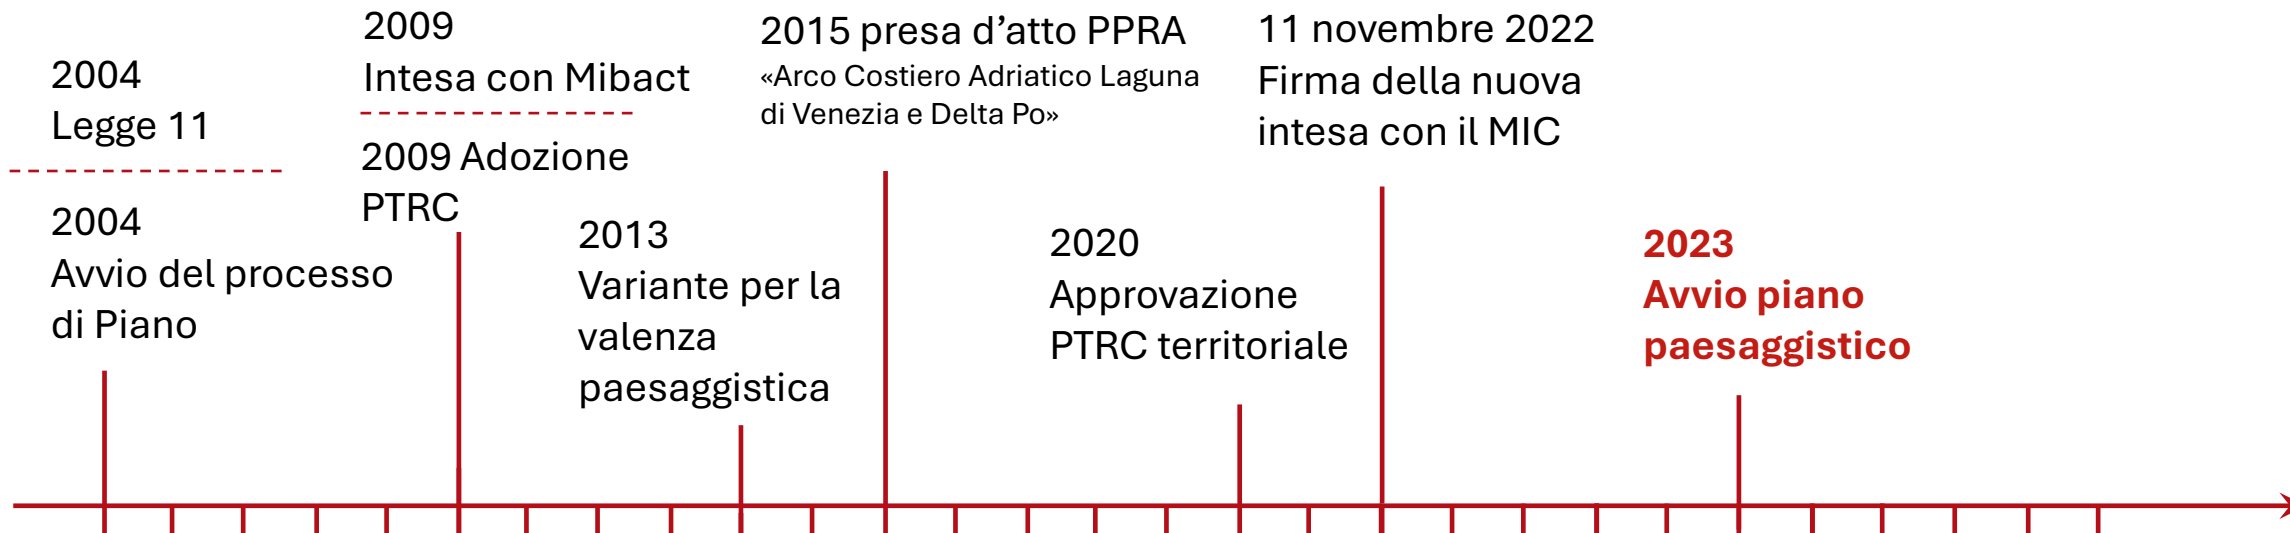 2004
Legge 11
2004
Avvio del processo
di Piano
2009
Intesa con Mibact
2009 Adozione
PTRC
2013
Variante per la
valenza
paesaggistica
2015 presa d’atto PPRA
«Arco Costiero Adriatico Laguna
di Venezia e Delta Po»
2020
Approvazione
PTRC territoriale
11 novembre 2022
Firma della nuova
intesa con il MIC
2023
Avvio piano
paesaggistico